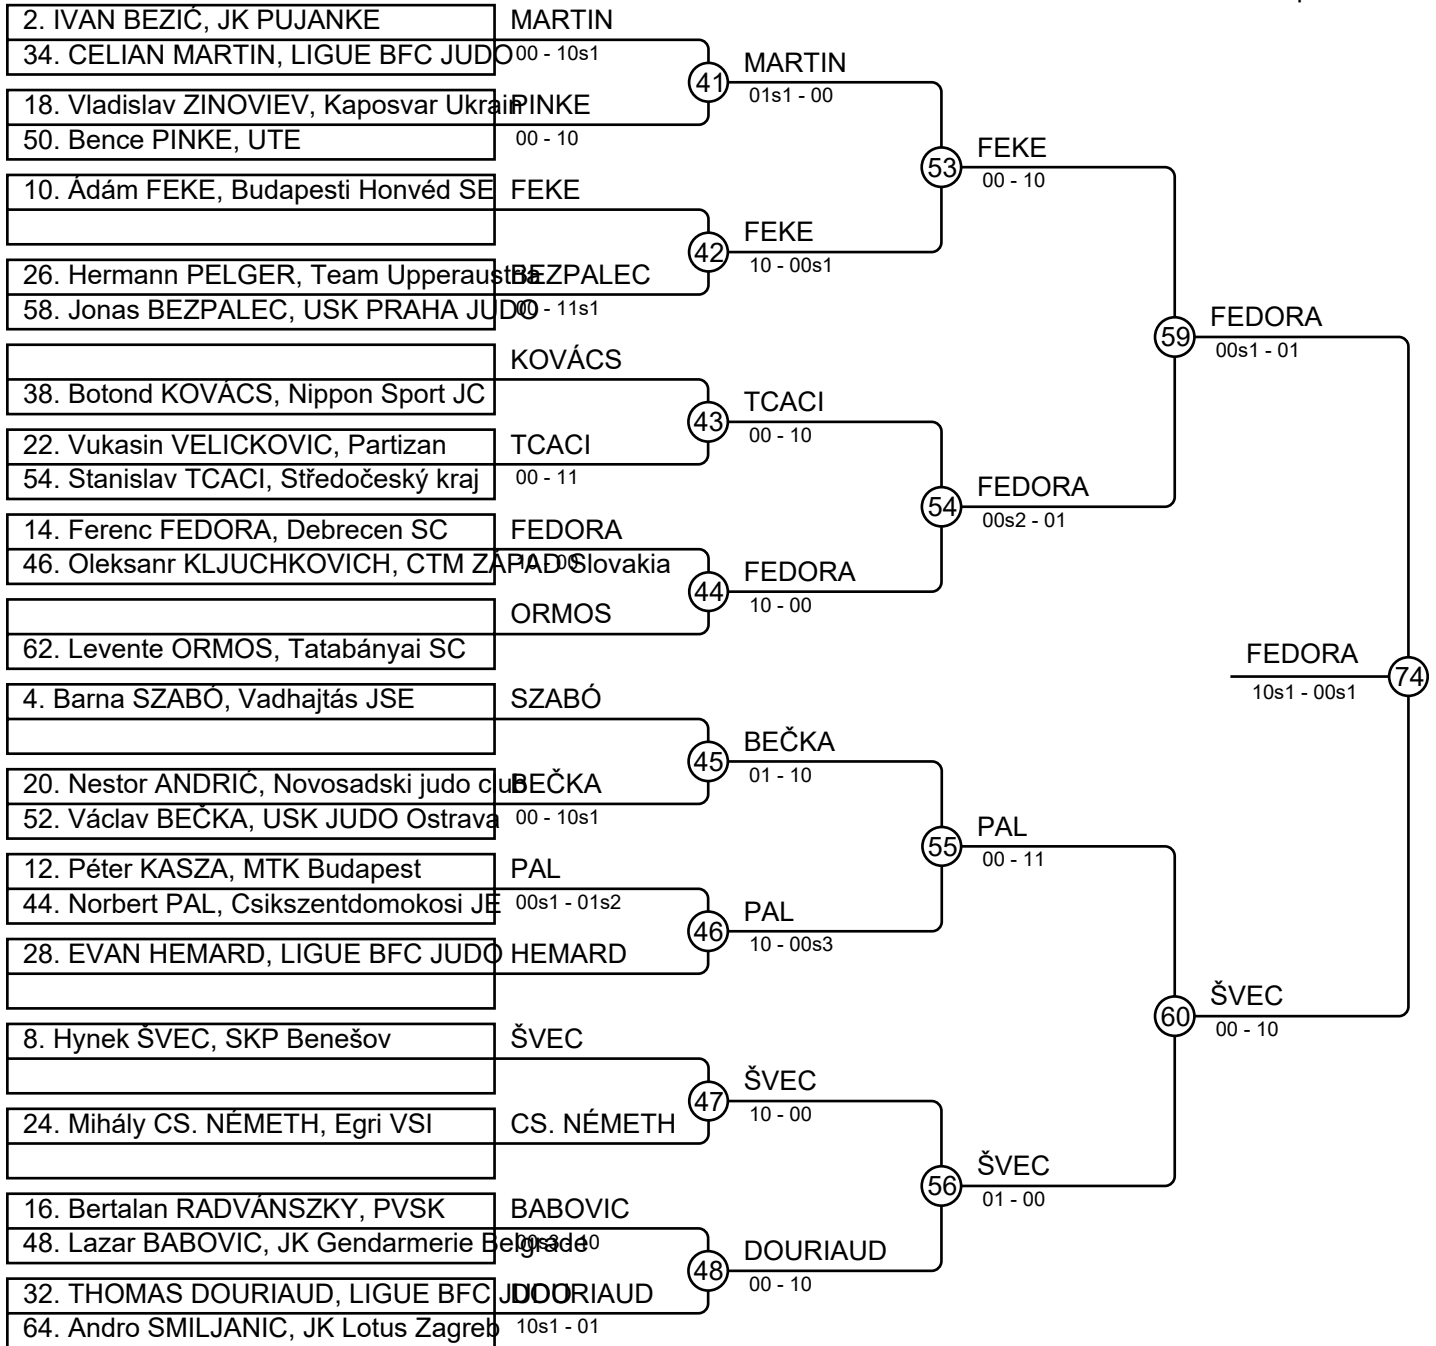 2. IVAN BEZIĆ, JK PUJANKE
MARTIN
34. CELIAN MARTIN, LIGUE BFC JUDO
00 - 10s1
41
MARTIN
01s1 - 00
18. Vladislav ZINOVIEV, Kaposvar Ukrain
PINKE
50. Bence PINKE, UTE
00 - 10
53
FEKE
00 - 10
10. Ádám FEKE, Budapesti Honvéd SE
FEKE
42
FEKE
10 - 00s1
26. Hermann PELGER, Team Upperaustria
BEZPALEC
58. Jonas BEZPALEC, USK PRAHA JUDO
00 - 11s1
59
FEDORA
00s1 - 01
KOVÁCS
38. Botond KOVÁCS, Nippon Sport JC
43
TCACI
00 - 10
22. Vukasin VELICKOVIC, Partizan
TCACI
54. Stanislav TCACI, Středočeský kraj
00 - 11
54
FEDORA
00s2 - 01
14. Ferenc FEDORA, Debrecen SC
FEDORA
46. Oleksanr KLJUCHKOVICH, CTM ZÁPAD Slovakia
10 - 00
44
FEDORA
10 - 00
ORMOS
62. Levente ORMOS, Tatabányai SC
FEDORA
74
10s1 - 00s1
4. Barna SZABÓ, Vadhajtás JSE
SZABÓ
45
BEČKA
01 - 10
20. Nestor ANDRIĆ, Novosadski judo club
BEČKA
52. Václav BEČKA, USK JUDO Ostrava
00 - 10s1
55
PAL
00 - 11
12. Péter KASZA, MTK Budapest
PAL
44. Norbert PAL, Csikszentdomokosi JE
00s1 - 01s2
46
PAL
10 - 00s3
28. EVAN HEMARD, LIGUE BFC JUDO
HEMARD
60
ŠVEC
00 - 10
8. Hynek ŠVEC, SKP Benešov
ŠVEC
47
ŠVEC
10 - 00
24. Mihály CS. NÉMETH, Egri VSI
CS. NÉMETH
56
ŠVEC
01 - 00
16. Bertalan RADVÁNSZKY, PVSK
BABOVIC
48. Lazar BABOVIC, JK Gendarmerie Belgrade
00s3 - 10
48
DOURIAUD
00 - 10
32. THOMAS DOURIAUD, LIGUE BFC JUDO
DOURIAUD
64. Andro SMILJANIC, JK Lotus Zagreb
10s1 - 01